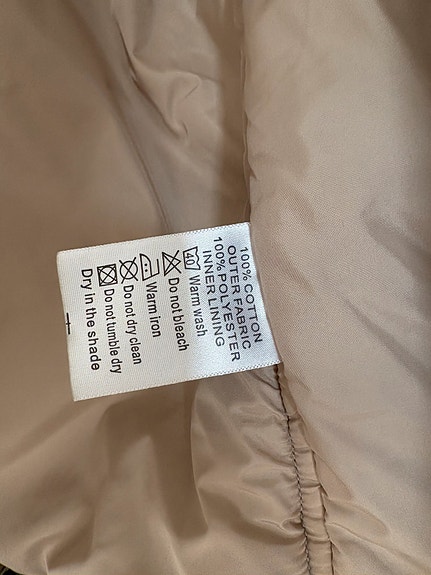 100% COTTON
OUTER FABRIC
100% POLYESTER
INNER LINING
40 Warm wash
Do not bleach
Warm Iron
Do not dry clean
Do not tumble dry
Dry in the shade